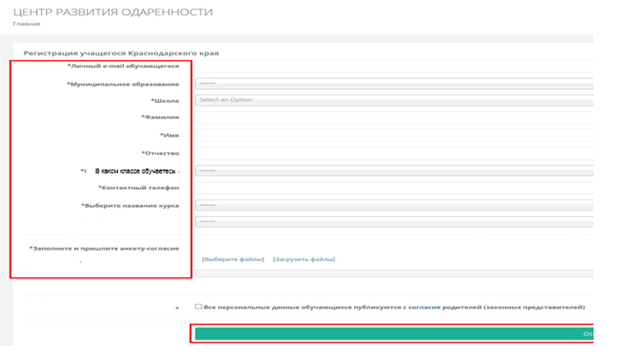 ЦЕНТР РАЗВИТИЯ ОДАРЕННОСТИ
Главная
Регистрация учащегося Краснодарского края
*Личный e-mail обучающегося
*Муниципальное образование --------
*Школа Select an Option
*Фамилия
*Имя
*Отчество
* В каком классе обучаетесь --------
*Контактный телефон
*Выберите название курса --------
--------
*Заполните и пришлите анкету-согласие
[Выберите файлы] [Загрузить файлы]
* Все персональные данные обучающихся публикуются с согласия родителей (законных представителей)